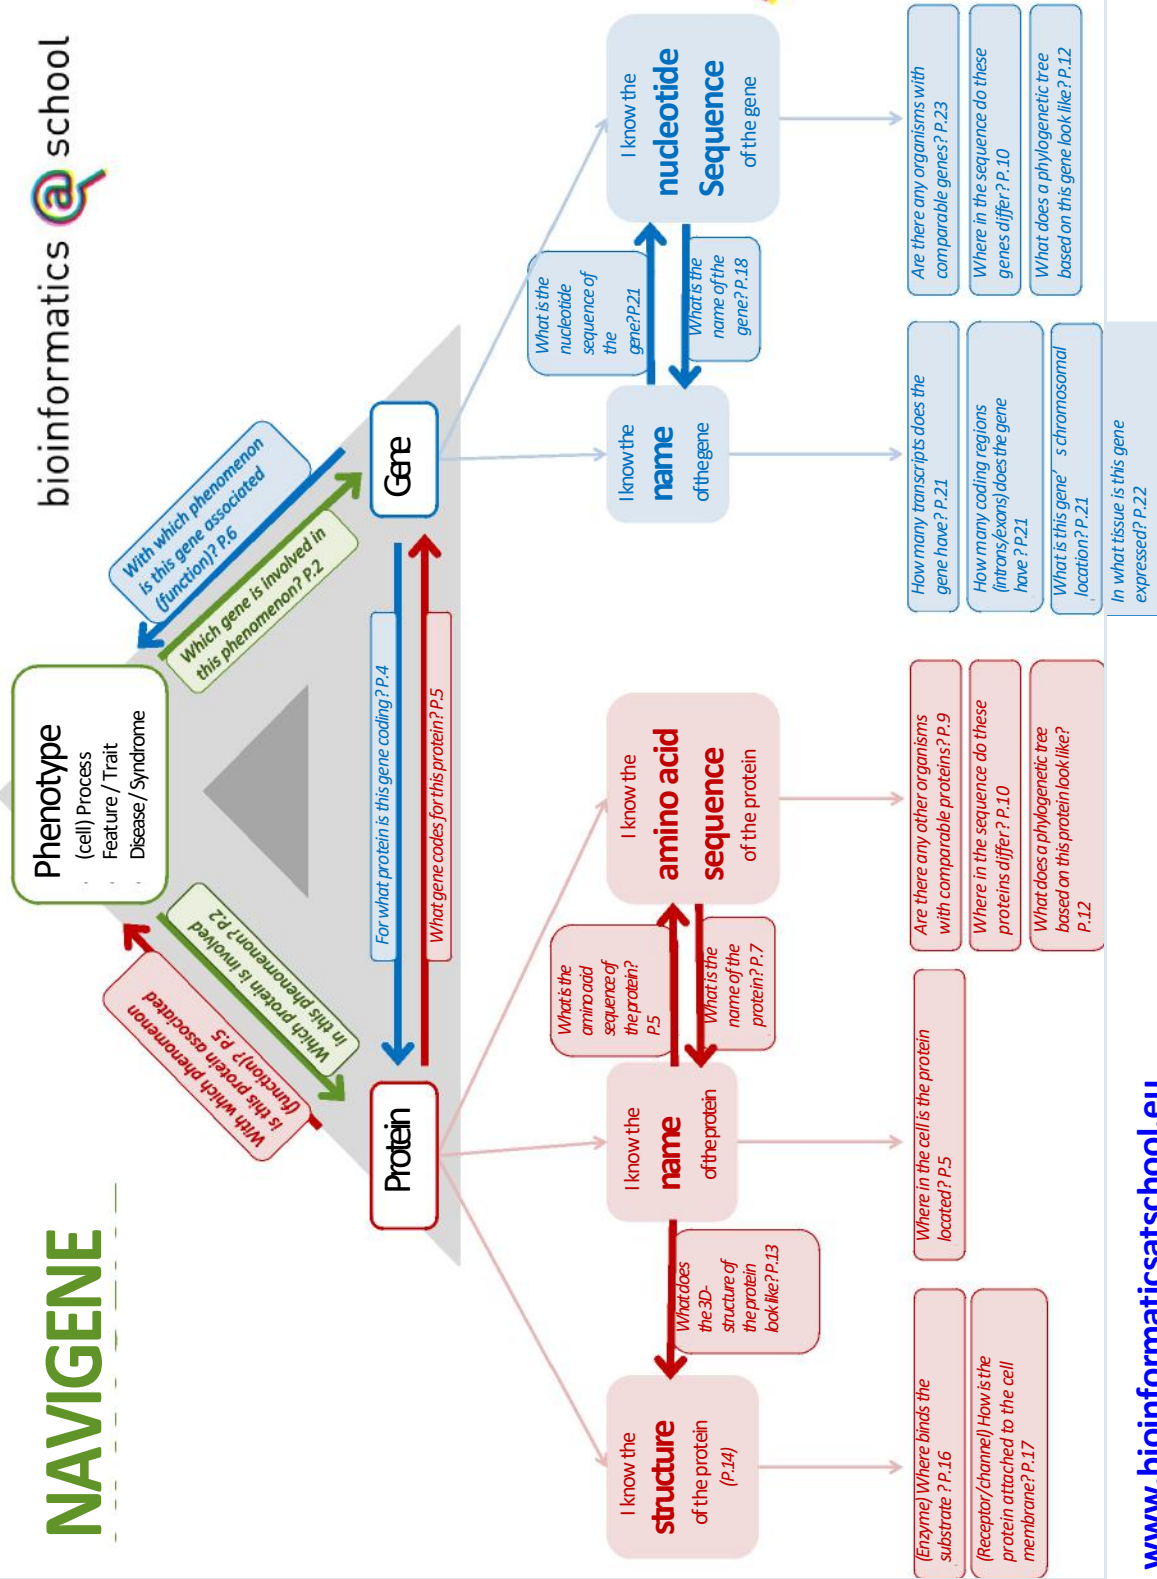 NAVIGENE
bioinformatics @ school
Phenotype
(cell) Process
Feature / Trait
Disease / Syndrome
With which phenomenon
is this protein associated
(function)? P.5
Which protein is involved
in this phenomenon? P.2
With which phenomenon
is this gene associated
(function)? P.6
Which gene is involved in
this phenomenon? P.2
Protein
Gene
For what protein is this gene coding? P.4
What gene codes for this protein? P.5
I know the
structure
of the protein
(P.14)
What does
the 3D-
structure of
the protein
look like? P.13
I know the
name
of the protein
What is the
amino acid
sequence of
the protein?
P.5
What is the
name of the
protein? P.7
I know the
amino acid
sequence
of the protein
I know the
name
of the gene
What is the
nucleotide
sequence of
the
gene? P.21
What is the
name of the
gene? P.18
I know the
nucleotide
Sequence
of the gene
(Enzyme) Where binds the
substrate ? P.16
(Receptor/channel) How is the
protein attached to the cell
membrane? P.17
Where in the cell is the protein
located? P.5
Are there any other organisms
with comparable proteins? P.9
Where in the sequence do these
proteins differ? P.10
What does a phylogenetic tree
based on this protein look like?
P.12
How many transcripts does the
gene have? P.21
How many coding regions
(introns/exons) does the gene
have ? P.21
What is this gene’ s chromosomal
location? P.21
In what tissue is this gene
expressed? P.22
Are there any organisms with
comparable genes? P.23
Where in the sequence do these
genes differ? P.10
What does a phylogenetic tree
based on this gene look like? P.12
www.bioinformaticsatschool.eu